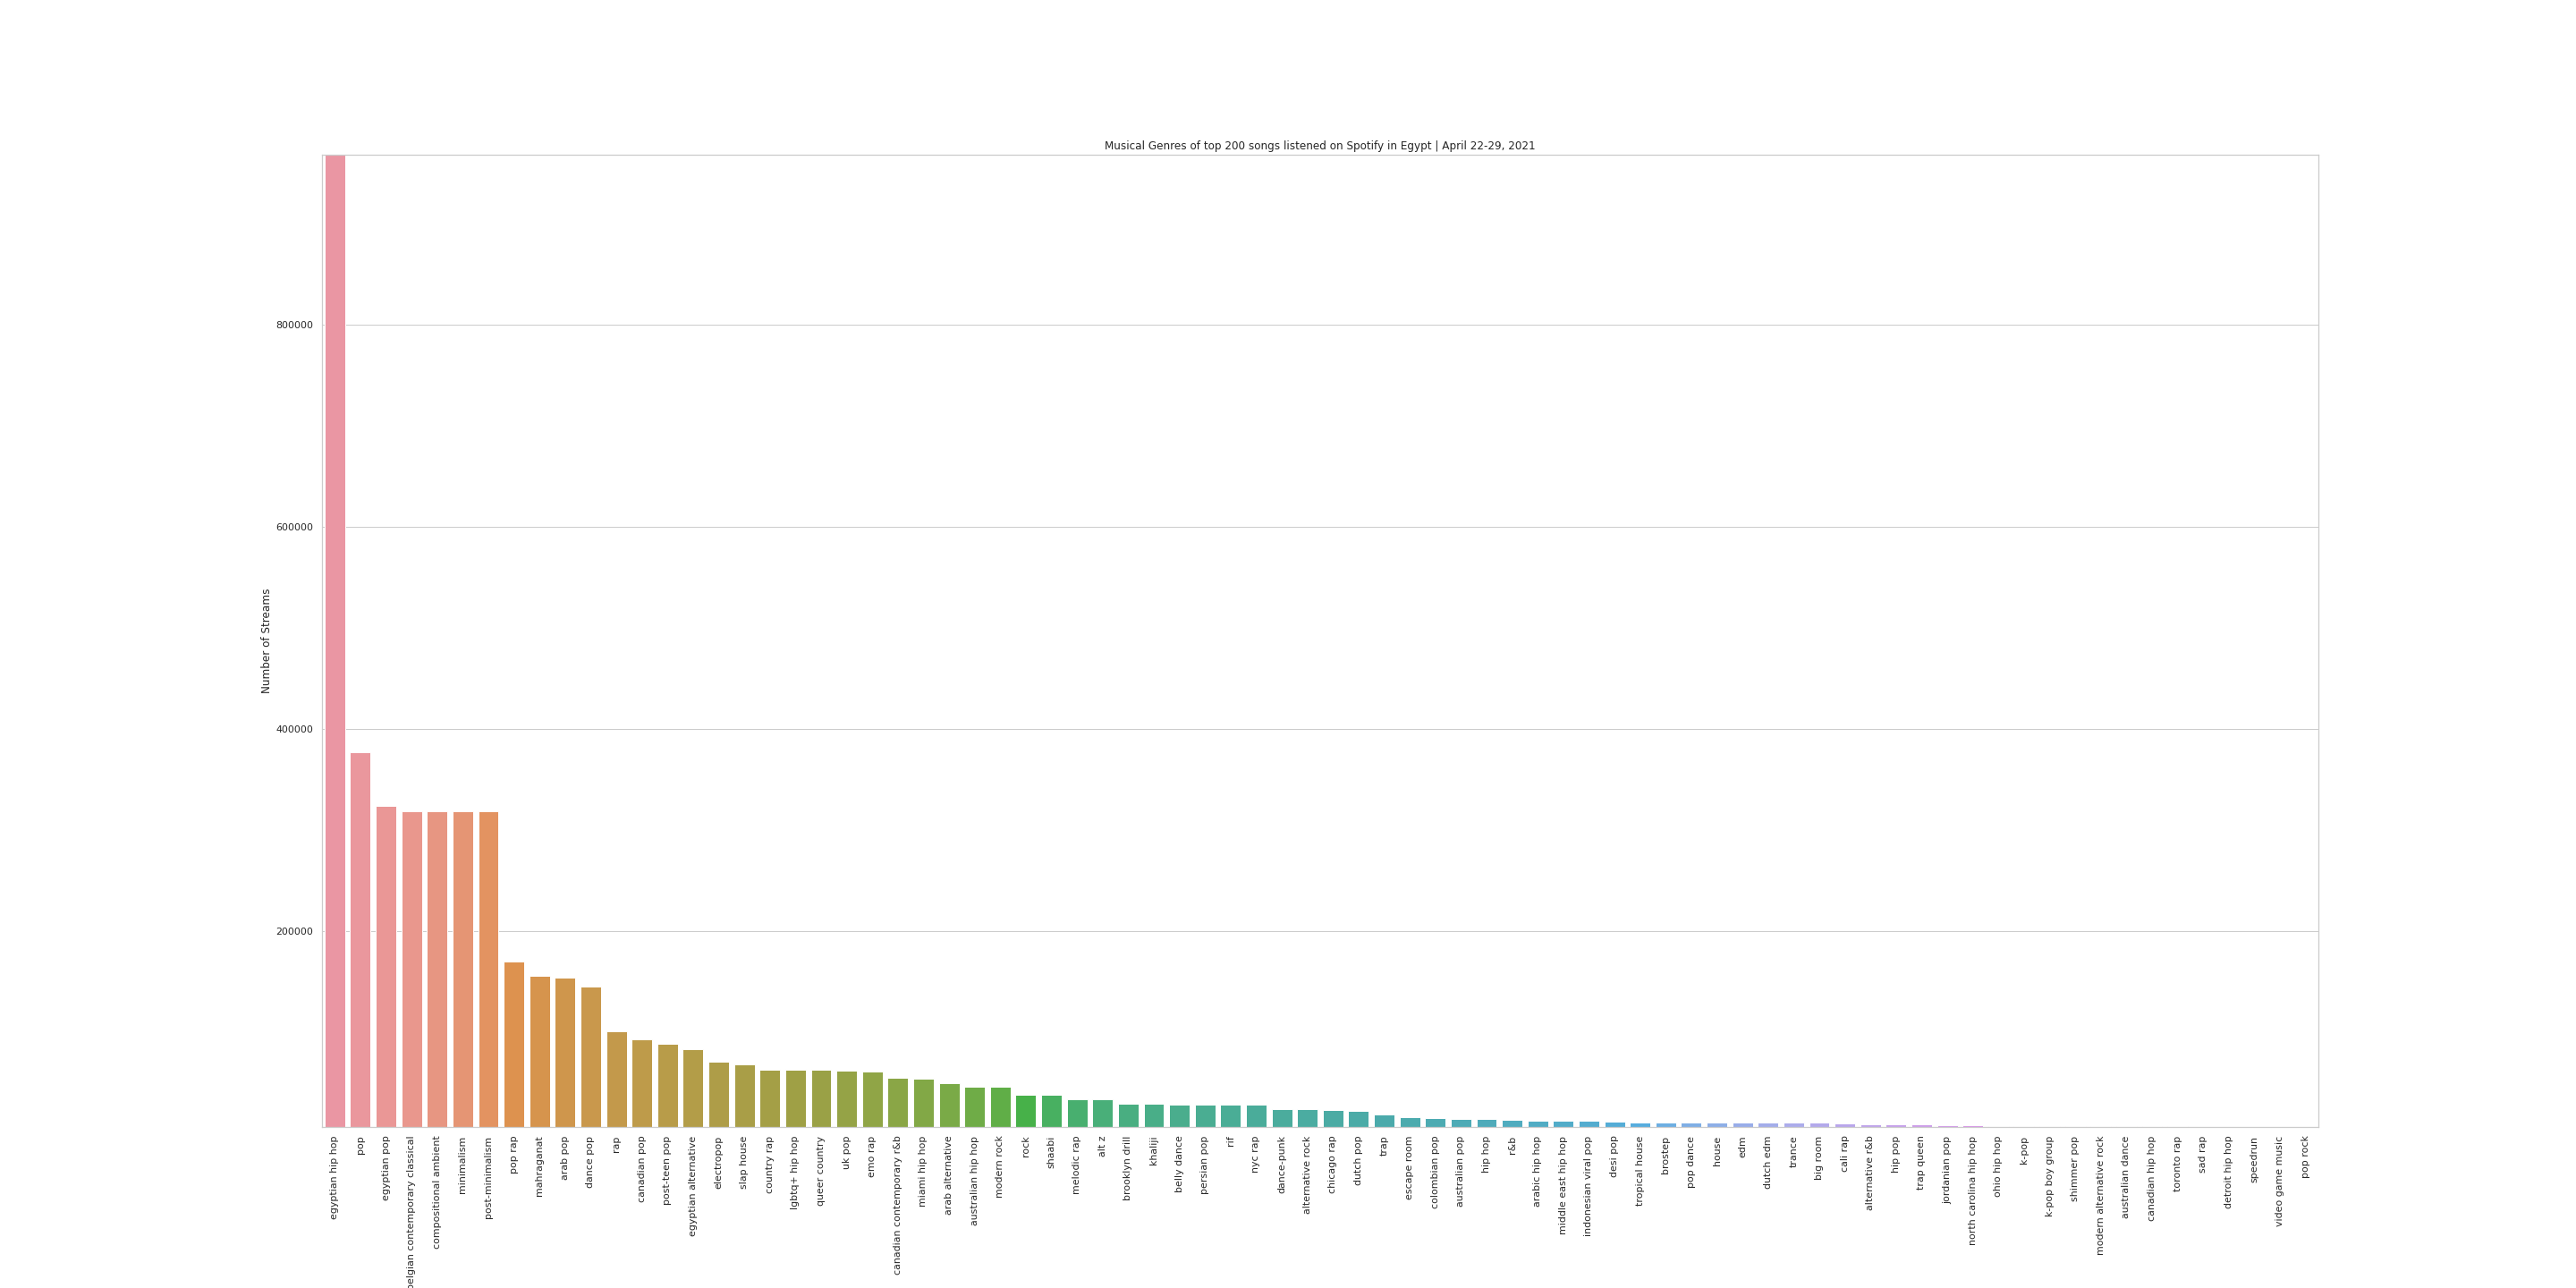 Musical Genres of top 200 songs listened on Spotify in Egypt | April 22-29, 2021
Number of Streams
800000
600000
400000
200000
egyptian hip hop
pop
egyptian pop
belgian contemporary classical
compositional ambient
minimalism
post-minimalism
pop rap
mahraganat
arab pop
dance pop
rap
canadian pop
post-teen pop
egyptian alternative
electropop
slap house
country rap
lgbtq+ hip hop
queer country
uk pop
emo rap
canadian contemporary r&b
miami hip hop
arab alternative
australian hip hop
modern rock
rock
shaabi
melodic rap
alt z
brooklyn drill
khaliji
belly dance
persian pop
rif
nyc rap
dance-punk
alternative rock
chicago rap
dutch pop
trap
escape room
colombian pop
australian pop
hip hop
r&b
arabic hip hop
middle east hip hop
indonesian viral pop
desi pop
tropical house
brostep
pop dance
house
edm
dutch edm
trance
big room
cali rap
alternative r&b
hip pop
trap queen
jordanian pop
north carolina hip hop
ohio hip hop
k-pop
k-pop boy group
shimmer pop
modern alternative rock
australian dance
canadian hip hop
toronto rap
sad rap
detroit hip hop
speedrun
video game music
pop rock